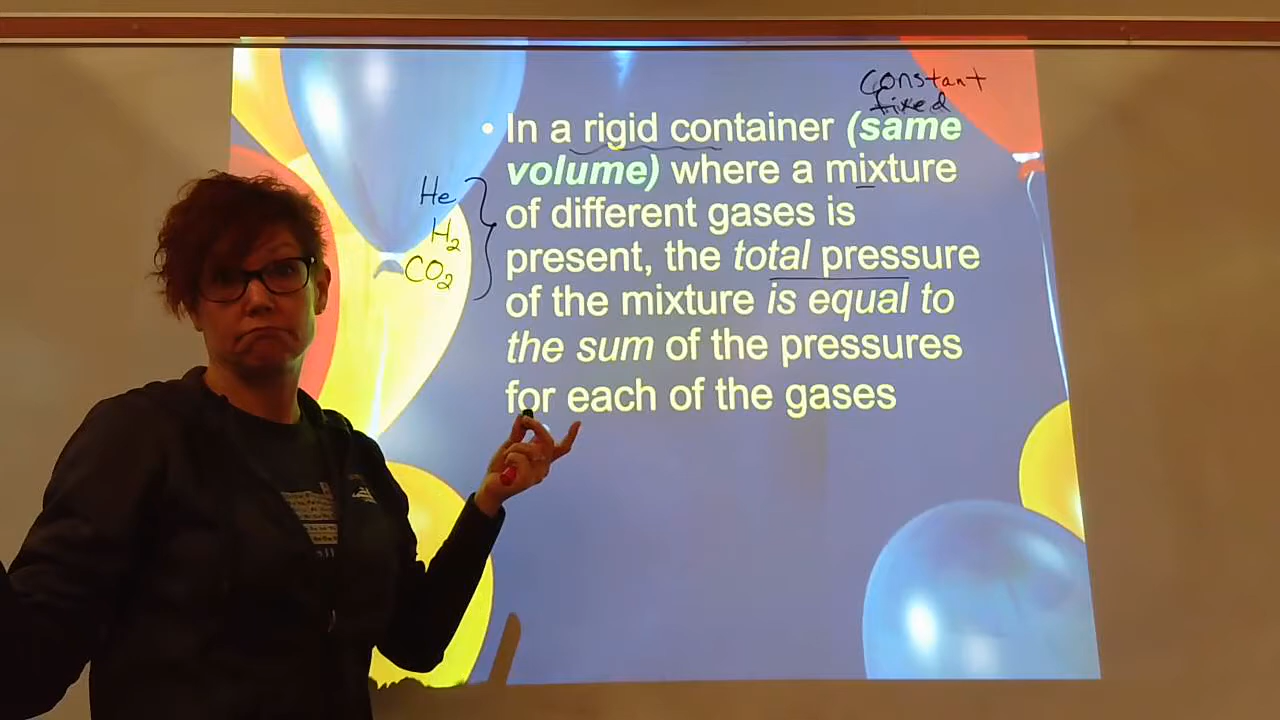 constant
fixed
• In a rigid container (same
volume) where a mixture
of different gases is
present, the total pressure
of the mixture is equal to
the sum of the pressures
for each of the gases
He
H₂
CO₂